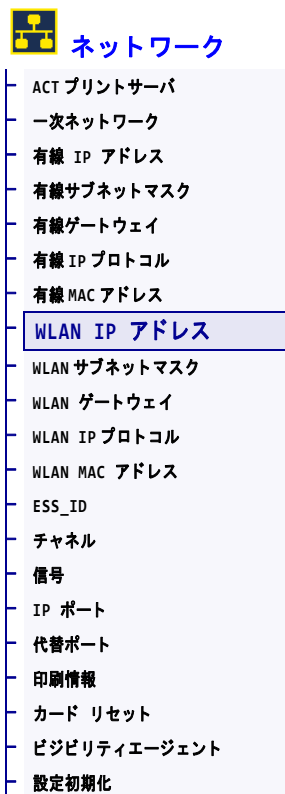 ネットワーク
ACT プリントサーバ
一次ネットワーク
有線 IP アドレス
有線サブネットマスク
有線ゲートウェイ
有線 IP プロトコル
有線 MAC アドレス
WLAN IP アドレス
WLAN サブネットマスク
WLAN ゲートウェイ
WLAN IP プロトコル
WLAN MAC アドレス
ESS_ID
チャネル
信号
IP ポート
代替ポート
印刷情報
カード リセット
ビジビリティエージェント
設定初期化